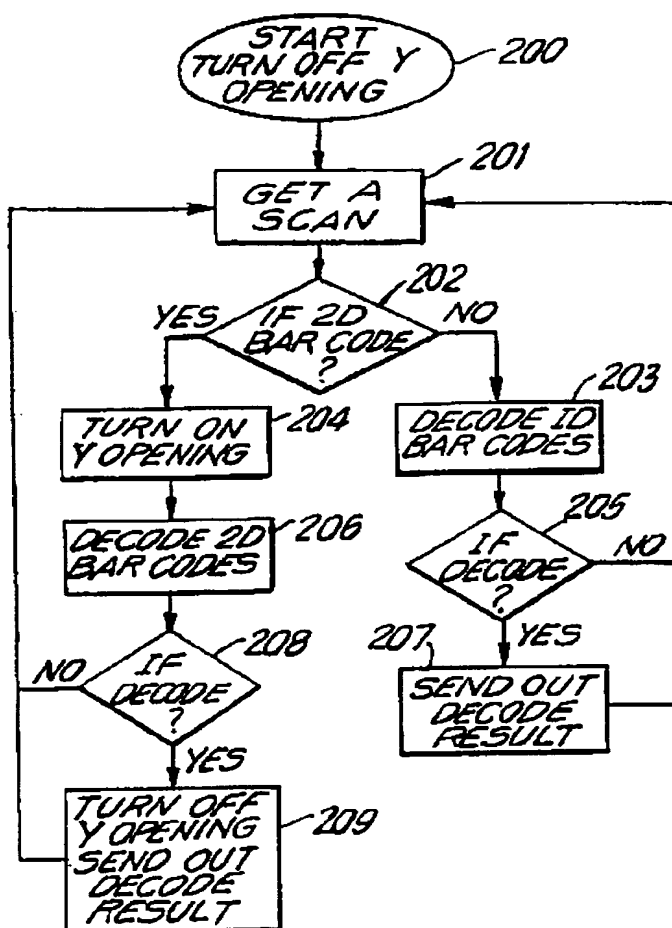 START
TURN OFF Y
OPENING
200
201
GET A
SCAN
202
YES
IF 2D
BAR CODE
?
NO
203
TURN ON
Y OPENING
204
DECODE 1D
BAR CODES
205
DECODE 2D
BAR CODES
206
IF
DECODE
?
NO
YES
207
208
NO
IF
DECODE
?
YES
SEND OUT
DECODE
RESULT
TURN OFF
Y OPENING
SEND OUT
DECODE
RESULT
209